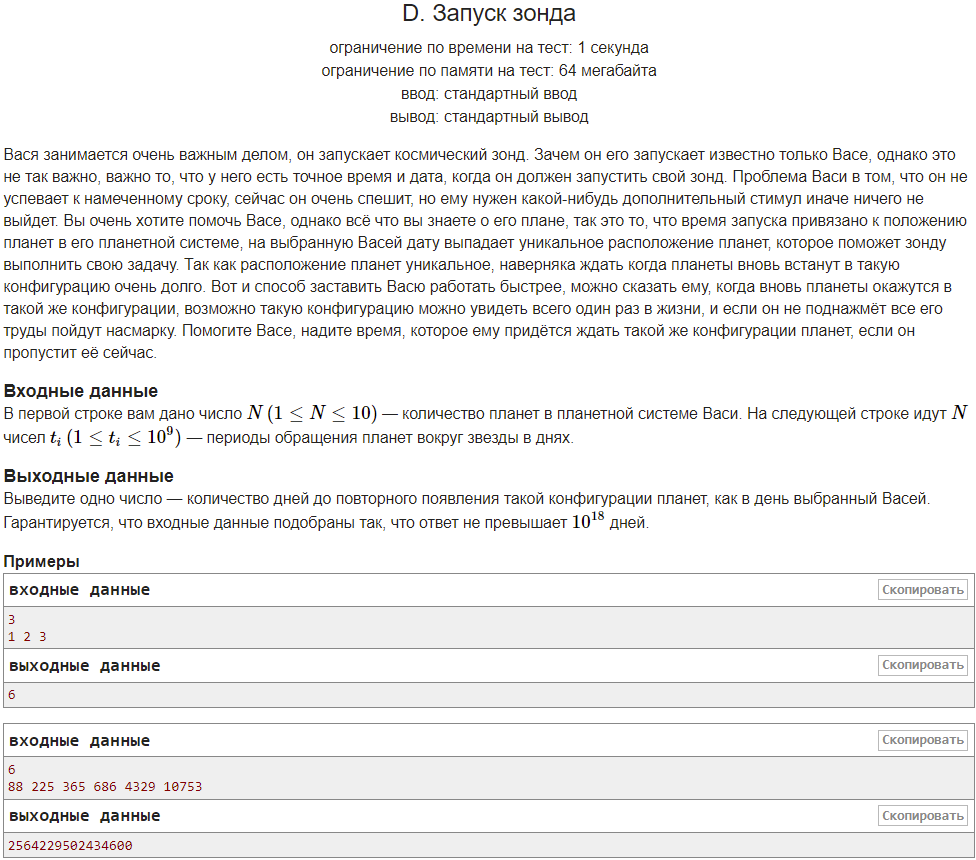 D. Запуск зонда
ограничение по времени на тест: 1 секунда
ограничение по памяти на тест: 64 мегабайта
ввод: стандартный ввод
вывод: стандартный вывод
Вася занимается очень важным делом, он запускает космический зонд. Зачем он его запускает известно только Васе, однако это
не так важно, важно то, что у него есть точное время и дата, когда он должен запустить свой зонд. Проблема Васи в том, что он не
успевает к намеченному сроку, сейчас он очень спешит, но ему нужен какой-нибудь дополнительный стимул иначе ничего не
выйдет. Вы очень хотите помочь Васе, однако всё что вы знаете о его плане, так это то, что время запуска привязано к положению
планет в его планетной системе, на выбранную Васей дату выпадает уникальное расположение планет, которое поможет зонду
выполнить свою задачу. Так как расположение планет уникальное, наверняка ждать когда планеты вновь встанут в такую
конфигурацию очень долго. Вот и способ заставить Васю работать быстрее, можно сказать ему, когда вновь планеты окажутся в
такой же конфигурации, возможно такую конфигурацию можно увидеть всего один раз в жизни, и если он не поднажмёт все его
труды пойдут насмарку. Помогите Васе, надите время, которое ему придётся ждать такой же конфигурации планет, если он
пропустит её сейчас.
Входные данные
В первой строке вам дано число N (1 ≤ N ≤ 10) — количество планет в планетной системе Васи. На следующей строке идут N
чисел t_i (1 ≤ t_i ≤ 10^9) — периоды обращения планет вокруг звезды в днях.
Выходные данные
Выведите одно число — количество дней до повторного появления такой конфигурации планет, как в день выбранный Васей.
Гарантируется, что входные данные подобраны так, что ответ не превышает 10^18 дней.
Примеры
входные данные Скопировать
3
1 2 3
выходные данные Скопировать
6
входные данные Скопировать
6
88 225 365 686 4329 10753
выходные данные Скопировать
2564229502434600